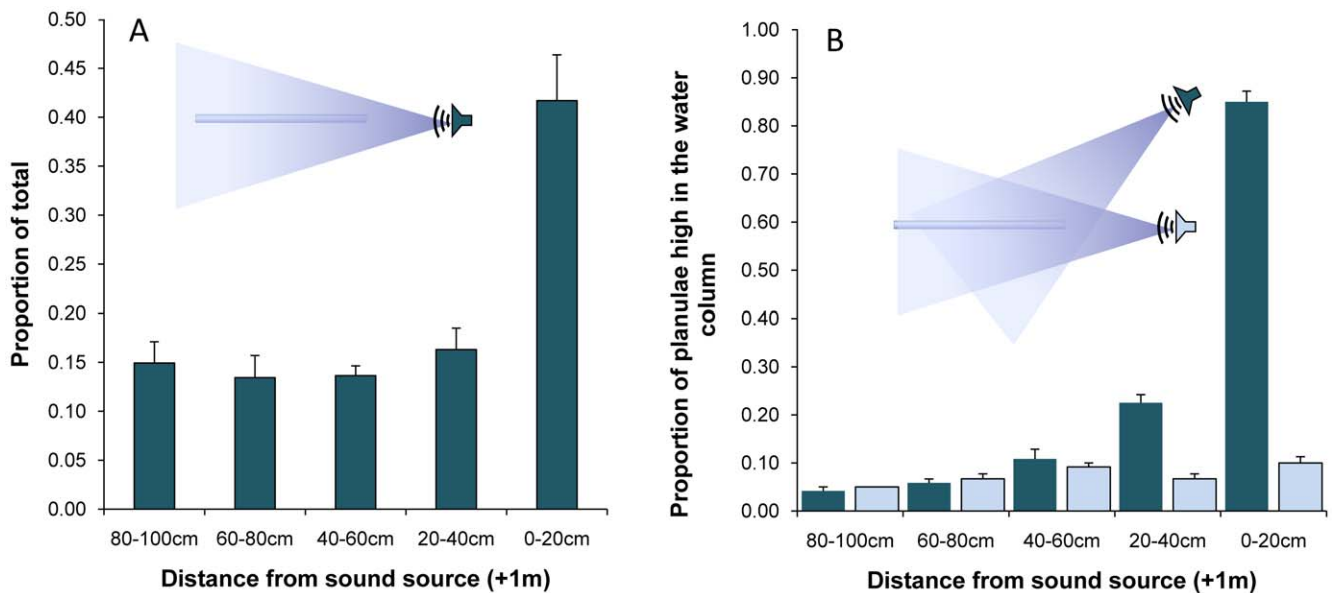 A
Proportion of total
0.50
0.45
0.40
0.35
0.30
0.25
0.20
0.15
0.10
0.05
0.00
80-100cm
60-80cm
40-60cm
20-40cm
0-20cm
Distance from sound source (+1m)
B
Proportion of planulae high in the water
column
1.00
0.90
0.80
0.70
0.60
0.50
0.40
0.30
0.20
0.10
0.00
80-100cm
60-80cm
40-60cm
20-40cm
0-20cm
Distance from sound source (+1m)